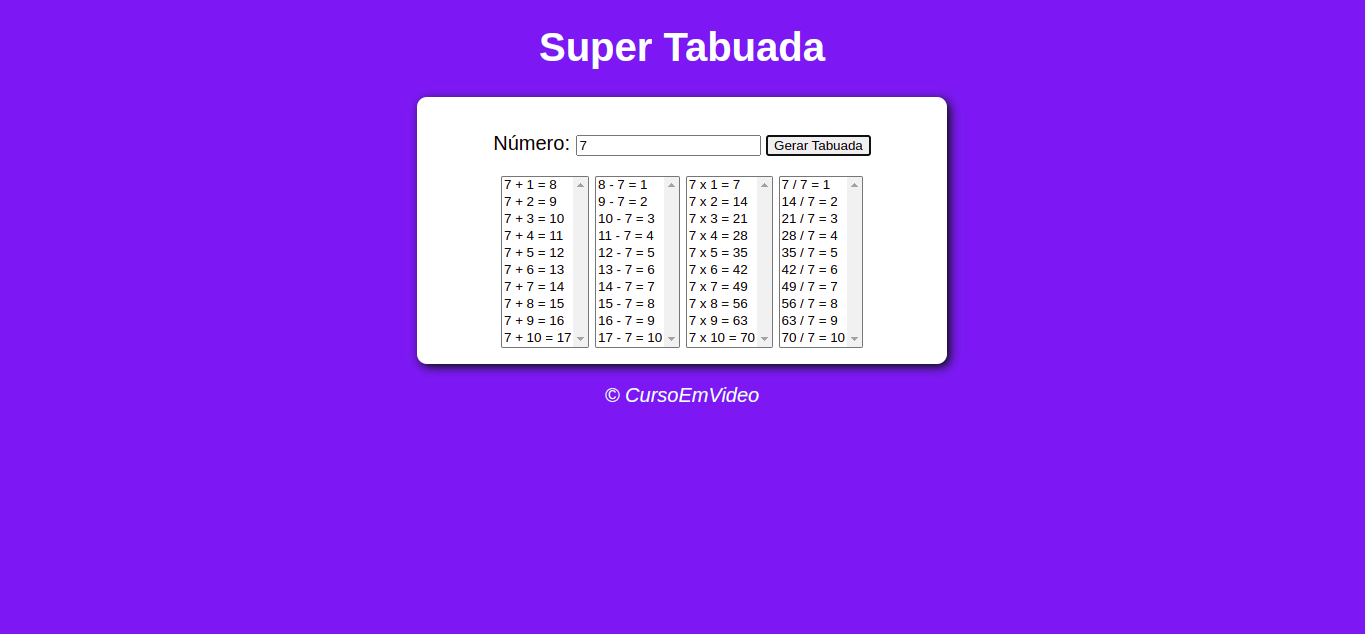 Super Tabuada
Número: 7 Gerar Tabuada
7 + 1 = 8
7 + 2 = 9
7 + 3 = 10
7 + 4 = 11
7 + 5 = 12
7 + 6 = 13
7 + 7 = 14
7 + 8 = 15
7 + 9 = 16
7 + 10 = 17
8 - 7 = 1
9 - 7 = 2
10 - 7 = 3
11 - 7 = 4
12 - 7 = 5
13 - 7 = 6
14 - 7 = 7
15 - 7 = 8
16 - 7 = 9
17 - 7 = 10
7 x 1 = 7
7 x 2 = 14
7 x 3 = 21
7 x 4 = 28
7 x 5 = 35
7 x 6 = 42
7 x 7 = 49
7 x 8 = 56
7 x 9 = 63
7 x 10 = 70
7 / 7 = 1
14 / 7 = 2
21 / 7 = 3
28 / 7 = 4
35 / 7 = 5
42 / 7 = 6
49 / 7 = 7
56 / 7 = 8
63 / 7 = 9
70 / 7 = 10
© CursoEmVideo